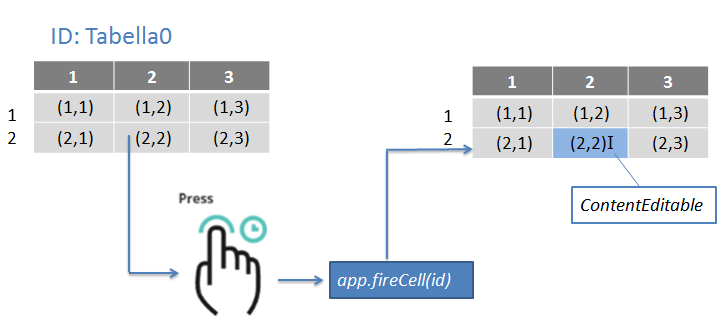 ID: Tabella0
1 2 3
1 (1,1) (1,2) (1,3)
2 (2,1) (2,2) (2,3)
Press
app.fireCell(id)
1 2 3
1 (1,1) (1,2) (1,3)
2 (2,1) (2,2) (2,3)
ContentEditable